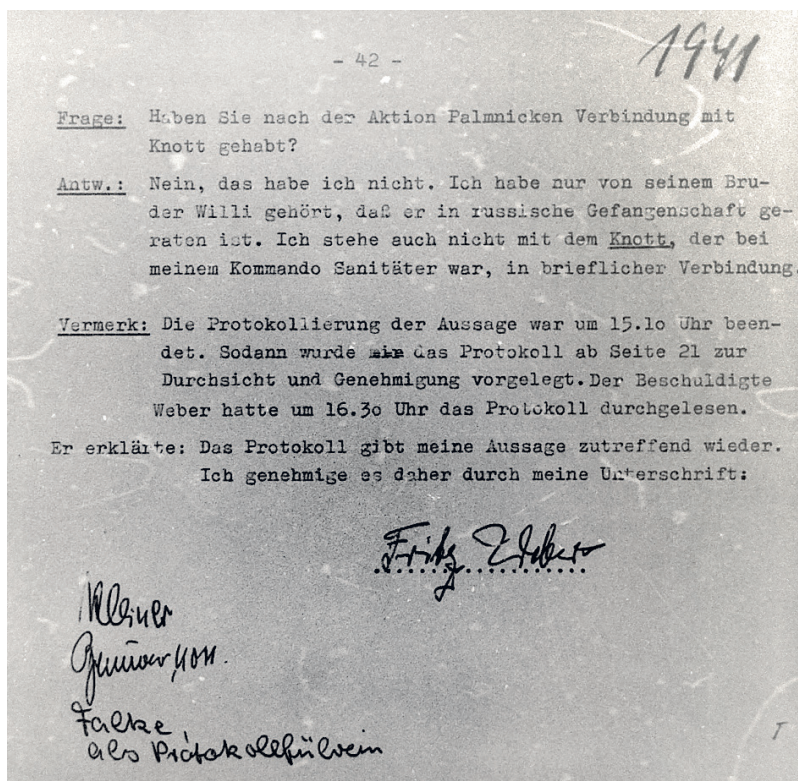 - 42 -
1941
Frage: Haben Sie nach der Aktion Palmnicken Verbindung mit
Knott gehabt?
Antw.: Nein, das habe ich nicht. Ich habe nur von seinem Bru-
der Willi gehört, daß er in russische Gefangenschaft ge-
raten ist. Ich stehe auch nicht mit dem Knott, der bei
meinem Kommando Sanitäter war, in brieflicher Verbindung.
Vermerk: Die Protokollierung der Aussage war um 15.1o Uhr been-
det. Sodann wurde das Protokoll ab Seite 21 zur
Durchsicht und Genehmigung vorgelegt. Der Beschuldigte
Weber hatte um 16.3o Uhr das Protokoll durchgelesen.
Er erklärte: Das Protokoll gibt meine Aussage zutreffend wieder.
Ich genehmige es daher durch meine Unterschrift:
Fritz Weber
Kleiner
Falke,
als Protokollführerin